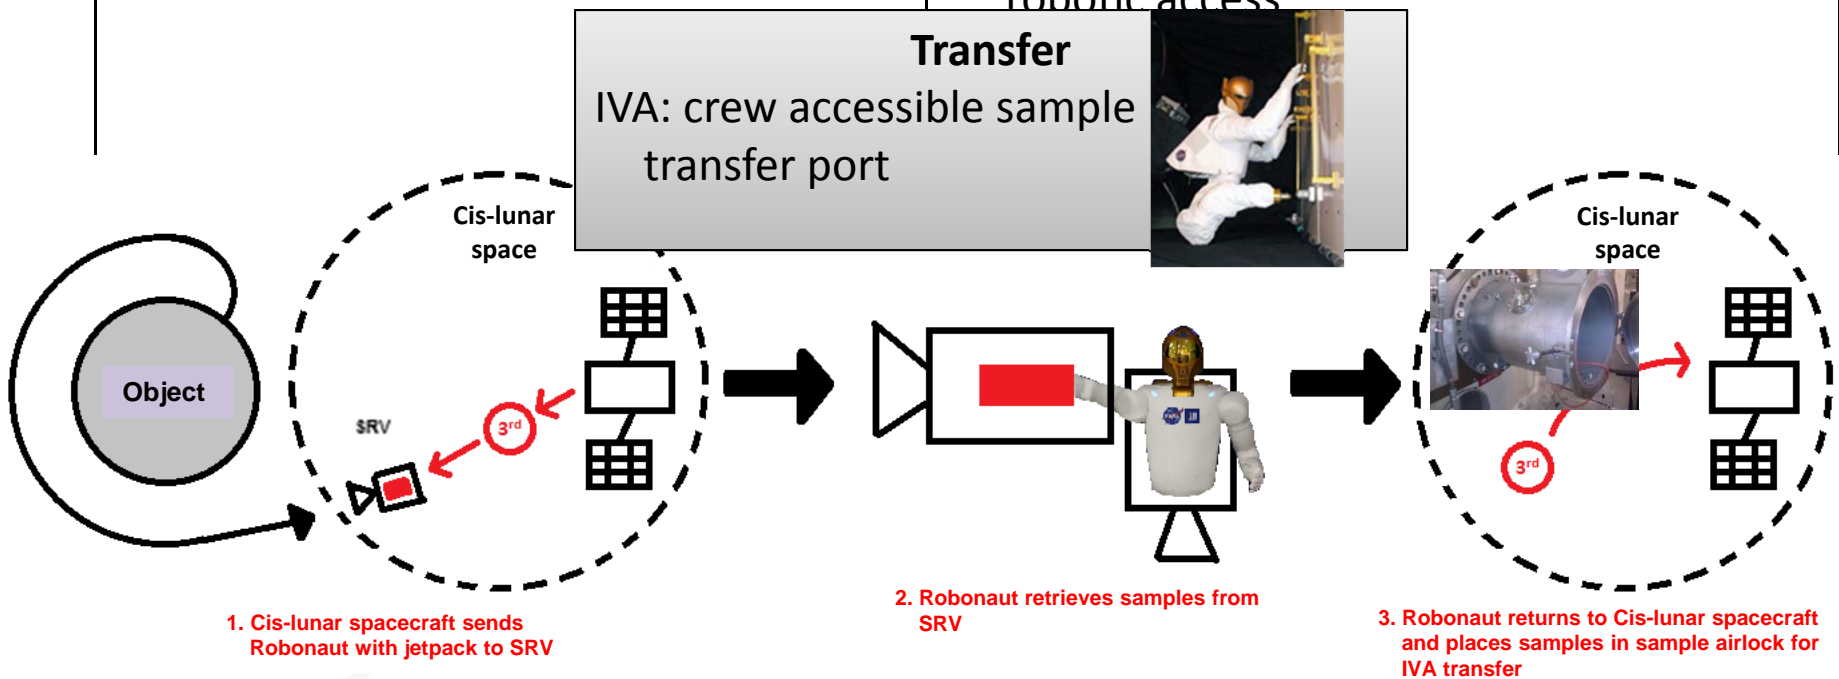 robotic access
Transfer
IVA: crew accessible sample
transfer port
Cis-lunar
space
Object
SRV
3rd
Cis-lunar
space
3rd
1. Cis-lunar spacecraft sends
Robonaut with jetpack to SRV
2. Robonaut retrieves samples from
SRV
3. Robonaut returns to Cis-lunar spacecraft
and places samples in sample airlock for
IVA transfer